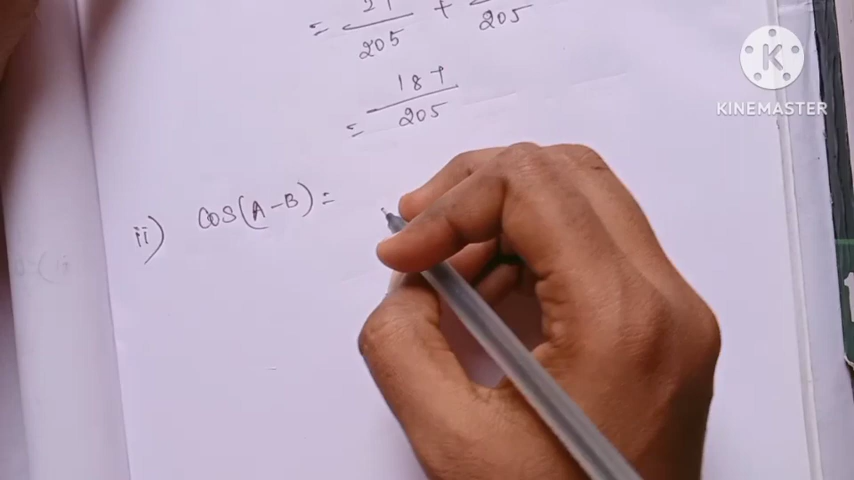 = 21/205 + /205
= 187/205
ii) Cos(A-B) =
K
KINEMASTER